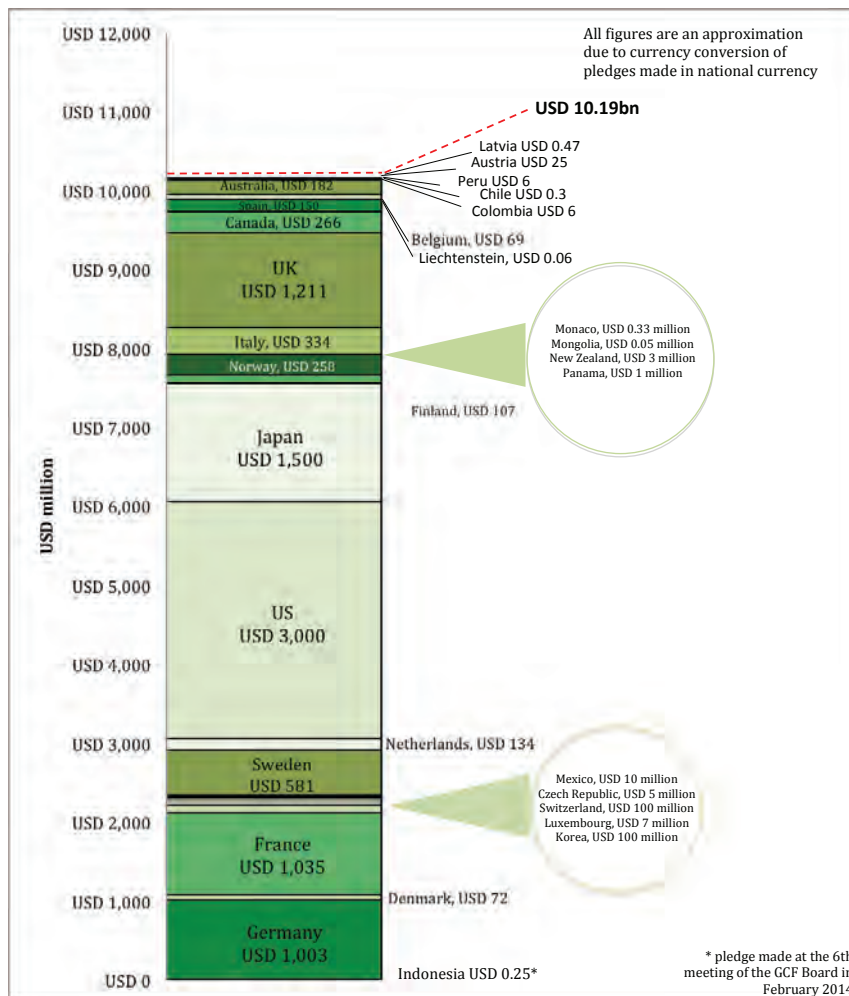 All figures are an approximation
due to currency conversion of
pledges made in national currency
USD 12,000
USD 11,000
USD 10,000
USD 9,000
USD 8,000
USD 7,000
USD 6,000
USD 5,000
USD 4,000
USD 3,000
USD 2,000
USD 1,000
USD 0
USD million
USD 10.19bn
Latvia USD 0.47
Austria USD 25
Peru USD 6
Chile USD 0.3
Colombia USD 6
Australia, USD 182
Spain, USD 150
Canada, USD 266
Belgium, USD 69
Liechtenstein, USD 0.06
UK
USD 1,211
Italy, USD 334
Norway, USD 258
Monaco, USD 0.33 million
Mongolia, USD 0.05 million
New Zealand, USD 3 million
Panama, USD 1 million
Finland, USD 107
Japan
USD 1,500
US
USD 3,000
Netherlands, USD 134
Sweden
USD 581
Mexico, USD 10 million
Czech Republic, USD 5 million
Switzerland, USD 100 million
Luxembourg, USD 7 million
Korea, USD 100 million
France
USD 1,035
Denmark, USD 72
Germany
USD 1,003
Indonesia USD 0.25*
* pledge made at the 6th
meeting of the GCF Board in
February 2014